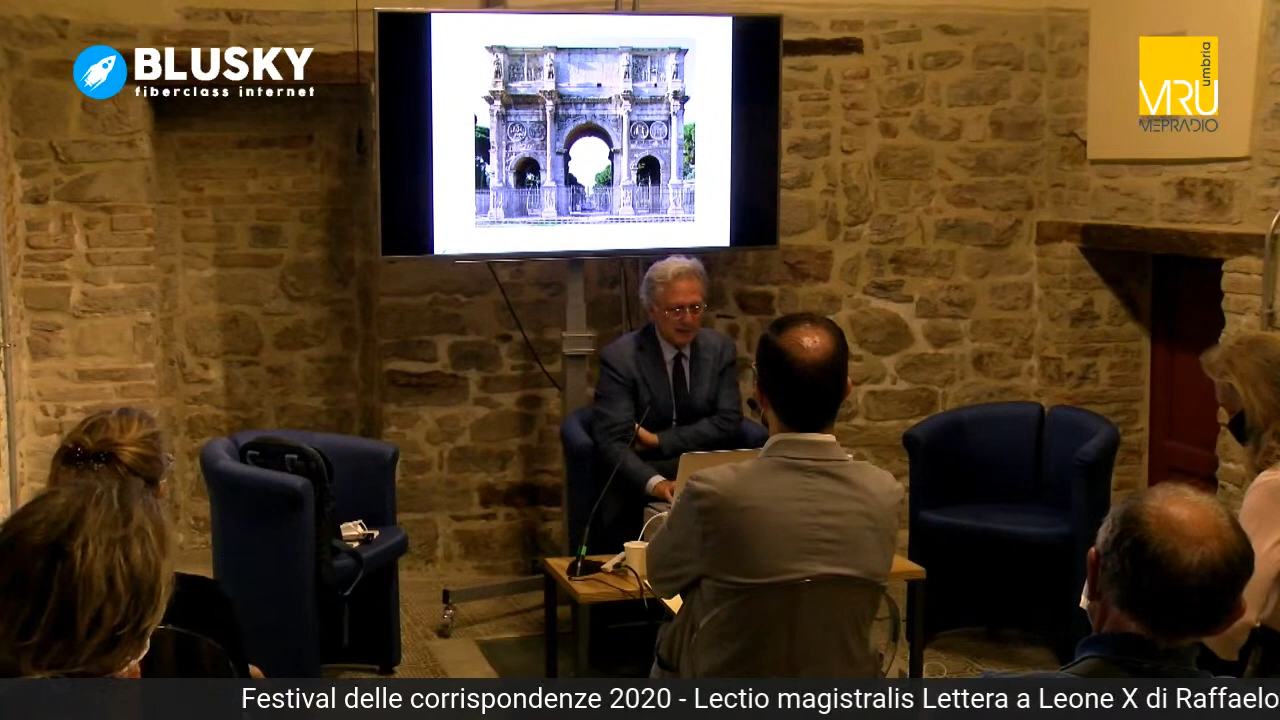 BLUSKY
fiberclass internet
umbria
MRU
MEPRADIO
Festival delle corrispondenze 2020 - Lectio magistralis Lettera a Leone X di Raffaelo